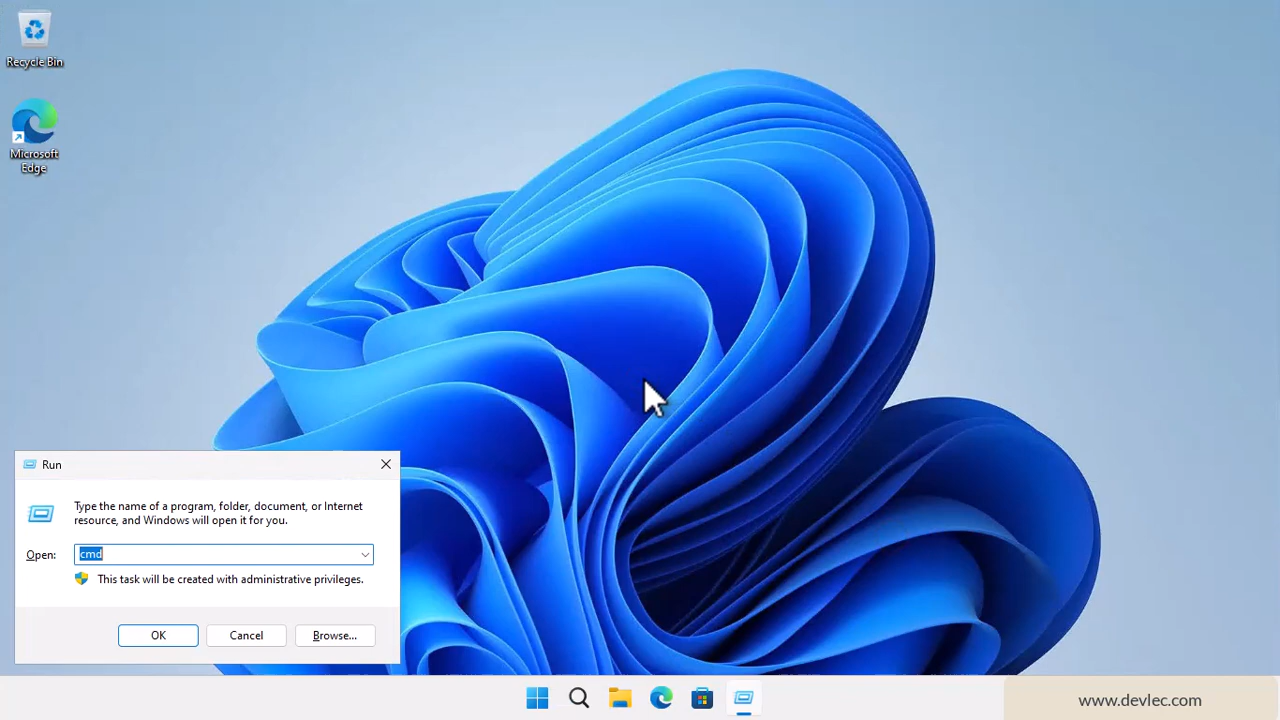 Recycle Bin
Microsoft
Edge
Run
Type the name of a program, folder, document, or Internet
resource, and Windows will open it for you.
Open:
cmd
This task will be created with administrative privileges.
OK
Cancel
Browse...
www.devlec.com